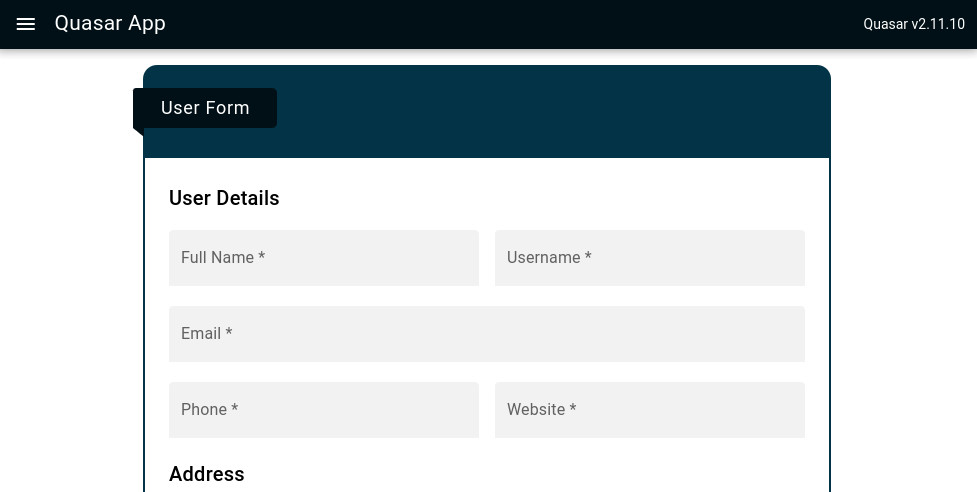 Quasar App
Quasar v2.11.10
User Form
User Details
Full Name *
Username *
Email *
Phone *
Website *
Address